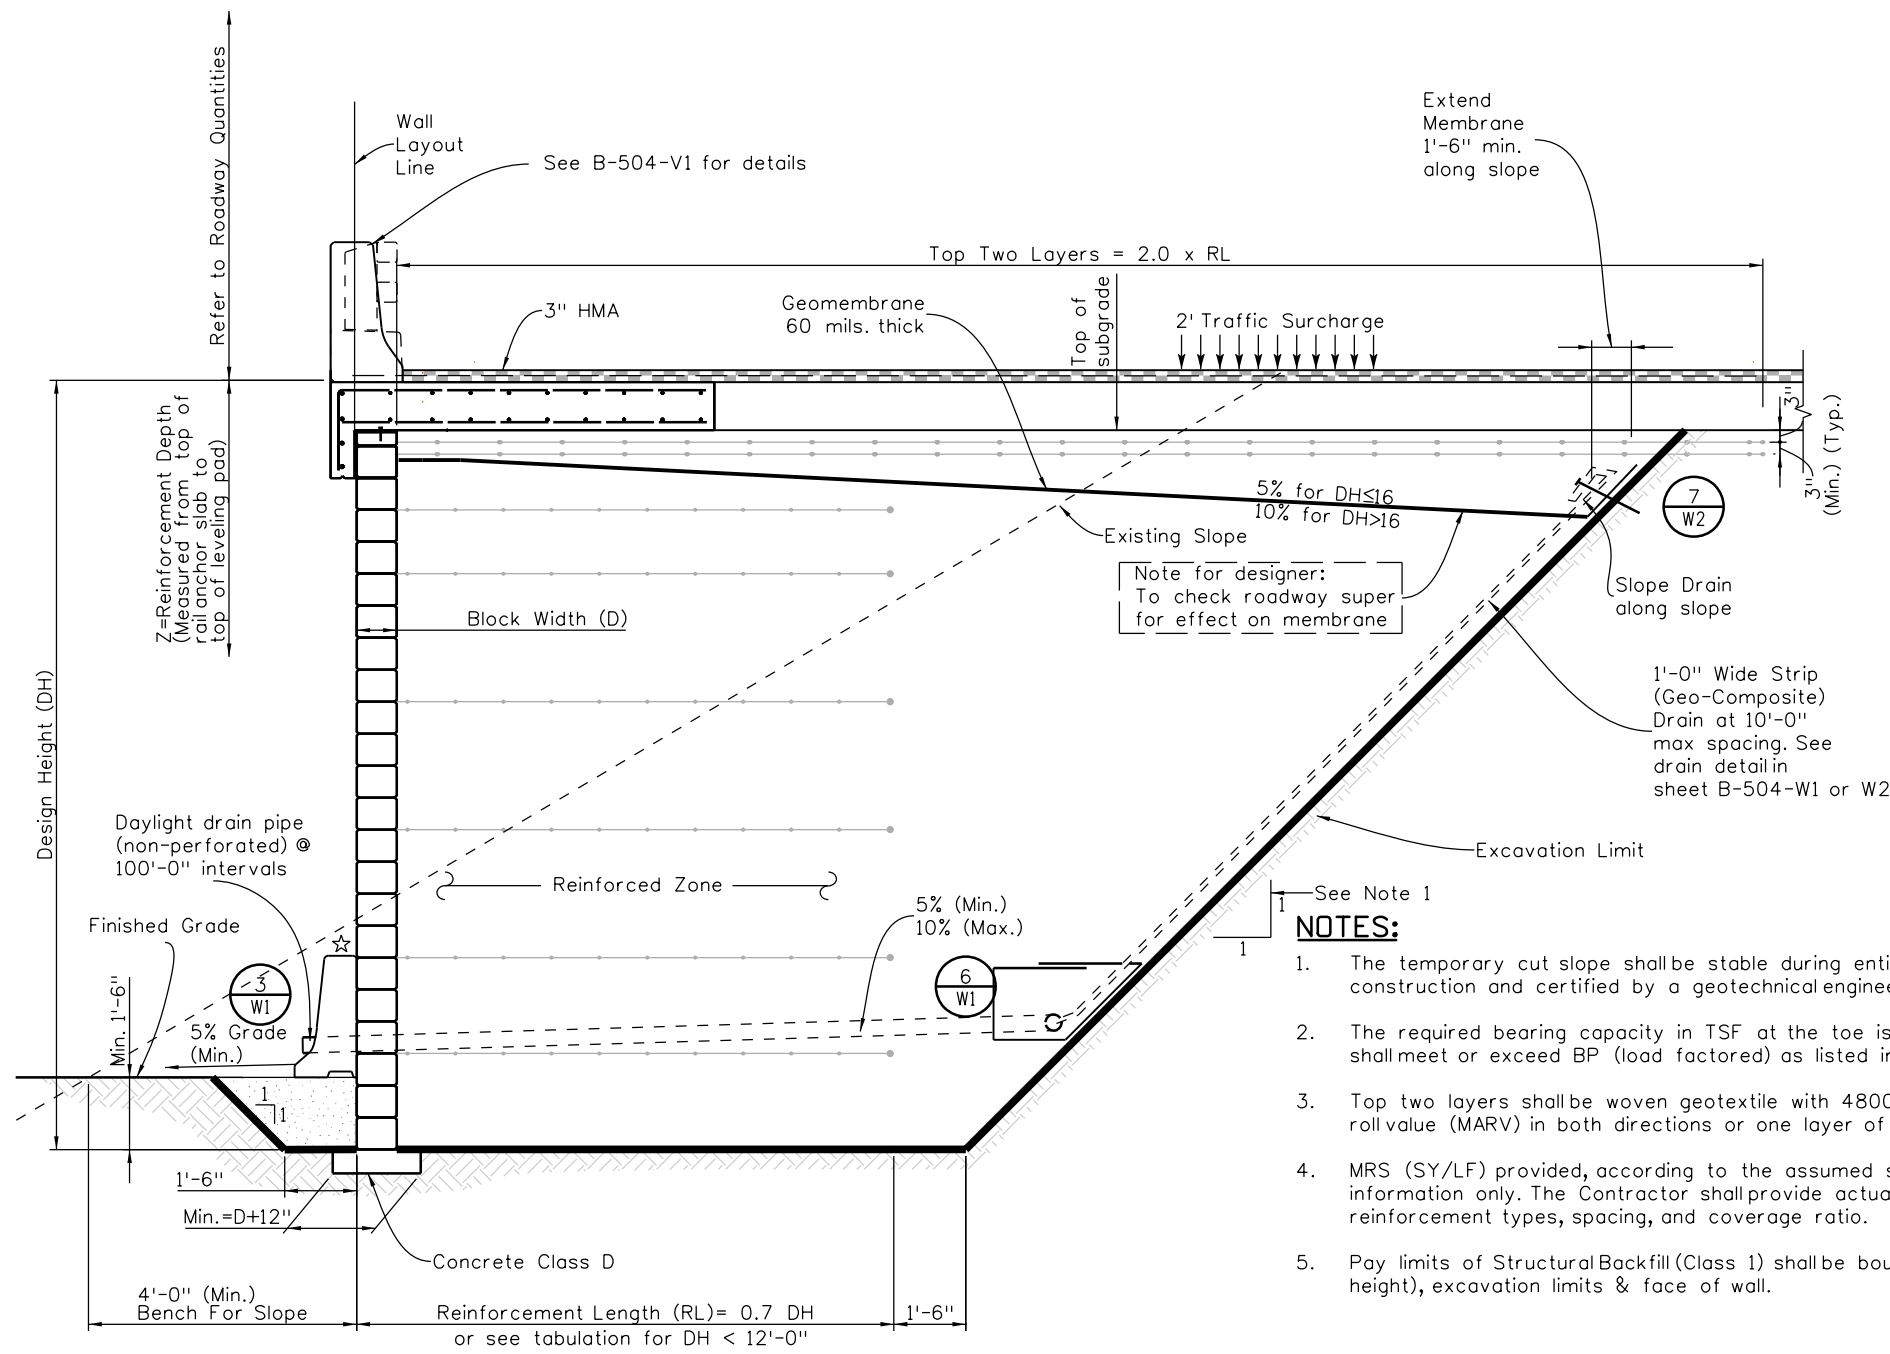 Refer to Roadway Quantities
Wall
Layout
Line
See B-504-V1 for details
Extend
Membrane
1'-6" min.
along slope
Top Two Layers = 2.0 x RL
3" HMA
Geomembrane
60 mils. thick
Top of
subgrade
2' Traffic Surcharge
Z=Reinforcement Depth
(Measured from top of
rail anchor slab to
top of leveling pad)
3"
3"
(Min.) (Typ.)
5% for DH≤16
10% for DH>16
7
W2
Existing Slope
Note for designer:
To check roadway super
for effect on membrane
Slope Drain
along slope
Block Width (D)
1'-0" Wide Strip
(Geo-Composite)
Drain at 10'-0"
max spacing. See
drain detail in
sheet B-504-W1 or W2
Design Height (DH)
Daylight drain pipe
(non-perforated) @
100'-0" intervals
Excavation Limit
Reinforced Zone
See Note 1
1
1
5% (Min.)
10% (Max.)
Finished Grade
3
W1
6
W1
5% Grade
(Min.)
Min. 1'-6"
1
1
1'-6"
Min.=D+12"
Concrete Class D
4'-0" (Min.)
Bench For Slope
Reinforcement Length (RL)= 0.7 DH
or see tabulation for DH < 12'-0"
1'-6"
NOTES:
1. The temporary cut slope shall be stable during
construction and certified by a geotechnical
2. The required bearing capacity in TSF at the toe is
shall meet or exceed BP (load factored) as listed
3. Top two layers shall be woven geotextile with 4800
roll value (MARV) in both directions or one layer of
4. MRS (SY/LF) provided, according to the assumed
information only. The Contractor shall provide
reinforcement types, spacing, and coverage ratio.
5. Pay limits of Structural Backfill (Class 1) shall be
height), excavation limits & face of wall.